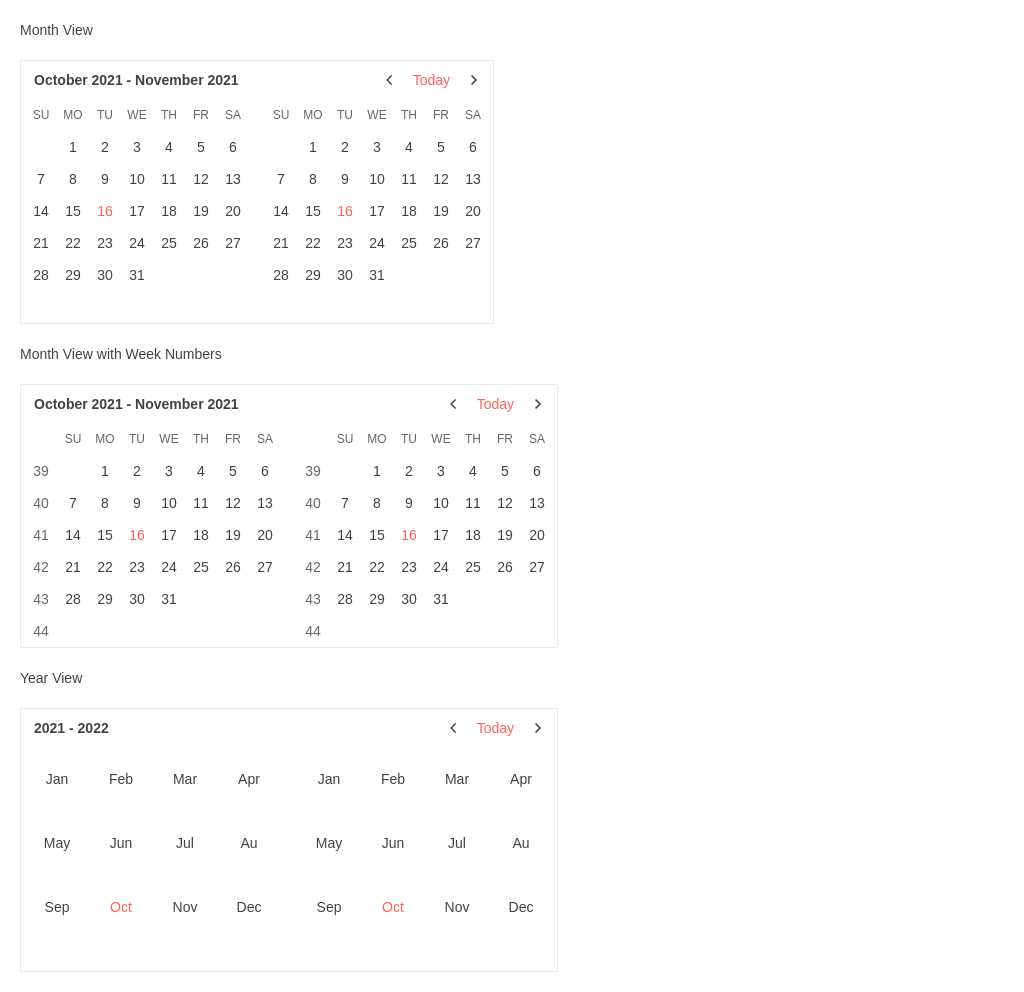 Month View
October 2021 - November 2021 Today
SU MO TU WE TH FR SA SU MO TU WE TH FR SA
1 2 3 4 5 6 1 2 3 4 5 6
7 8 9 10 11 12 13 7 8 9 10 11 12 13
14 15 16 17 18 19 20 14 15 16 17 18 19 20
21 22 23 24 25 26 27 21 22 23 24 25 26 27
28 29 30 31 28 29 30 31
Month View with Week Numbers
October 2021 - November 2021 Today
SU MO TU WE TH FR SA SU MO TU WE TH FR SA
39 1 2 3 4 5 6 39 1 2 3 4 5 6
40 7 8 9 10 11 12 13 40 7 8 9 10 11 12 13
41 14 15 16 17 18 19 20 41 14 15 16 17 18 19 20
42 21 22 23 24 25 26 27 42 21 22 23 24 25 26 27
43 28 29 30 31 43 28 29 30 31
44 44
Year View
2021 - 2022 Today
Jan Feb Mar Apr Jan Feb Mar Apr
May Jun Jul Au May Jun Jul Au
Sep Oct Nov Dec Sep Oct Nov Dec